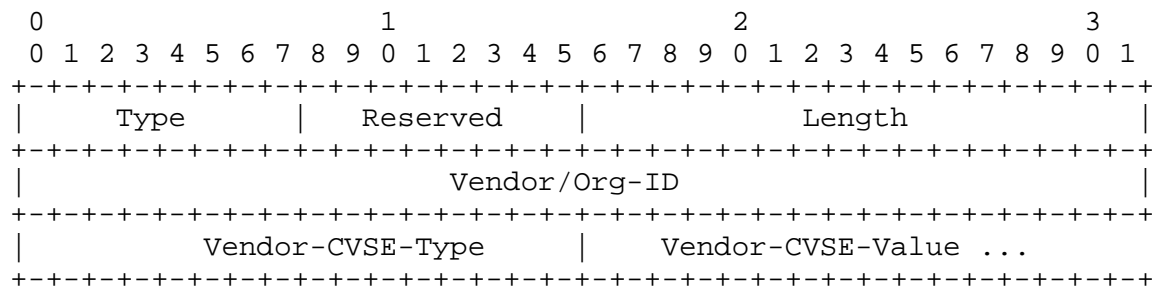 0                   1                   2                   3
 0 1 2 3 4 5 6 7 8 9 0 1 2 3 4 5 6 7 8 9 0 1 2 3 4 5 6 7 8 9 0 1
+-+-+-+-+-+-+-+-+-+-+-+-+-+-+-+-+-+-+-+-+-+-+-+-+-+-+-+-+-+-+-+-+
|     Type      |   Reserved    |            Length             |
+-+-+-+-+-+-+-+-+-+-+-+-+-+-+-+-+-+-+-+-+-+-+-+-+-+-+-+-+-+-+-+-+
|                        Vendor/Org-ID                          |
+-+-+-+-+-+-+-+-+-+-+-+-+-+-+-+-+-+-+-+-+-+-+-+-+-+-+-+-+-+-+-+-+
|          Vendor-CVSE-Type     |    Vendor-CVSE-Value ...
+-+-+-+-+-+-+-+-+-+-+-+-+-+-+-+-+-+-+-+-+-+-+-+-+-+-+-+-+-+-+-+-+